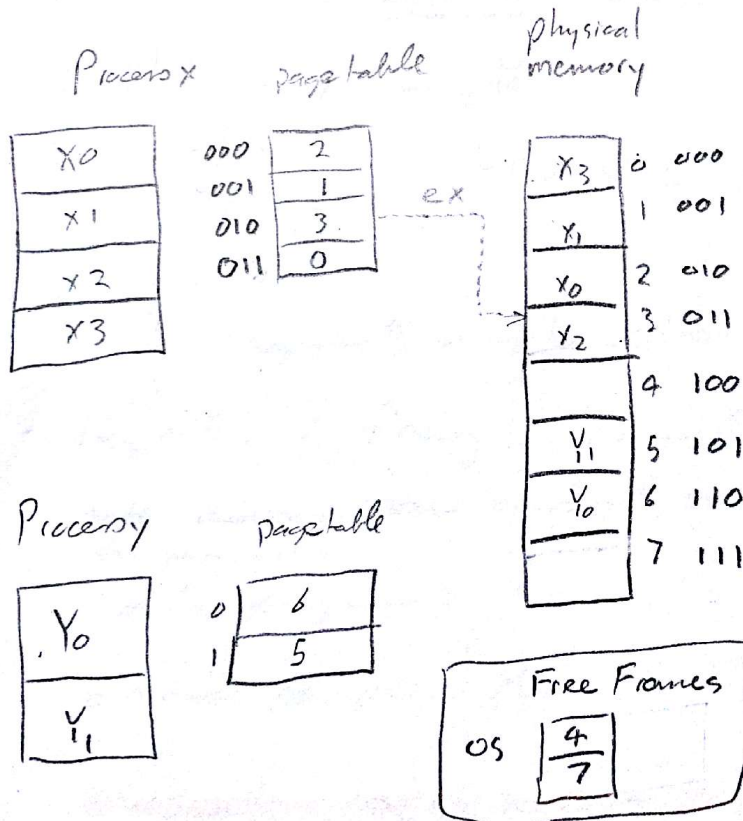 Process x
page table
physical
memory
X0
X1
X2
X3
000 2
001 1
010 3
011 0
ex
X3 0 000
X1 1 001
X0 2 010
X2 3 011
4 100
Y1 5 101
Y0 6 110
7 111
Process y
page table
Y0
Y1
0 6
1 5
Free Frames
OS 4
7